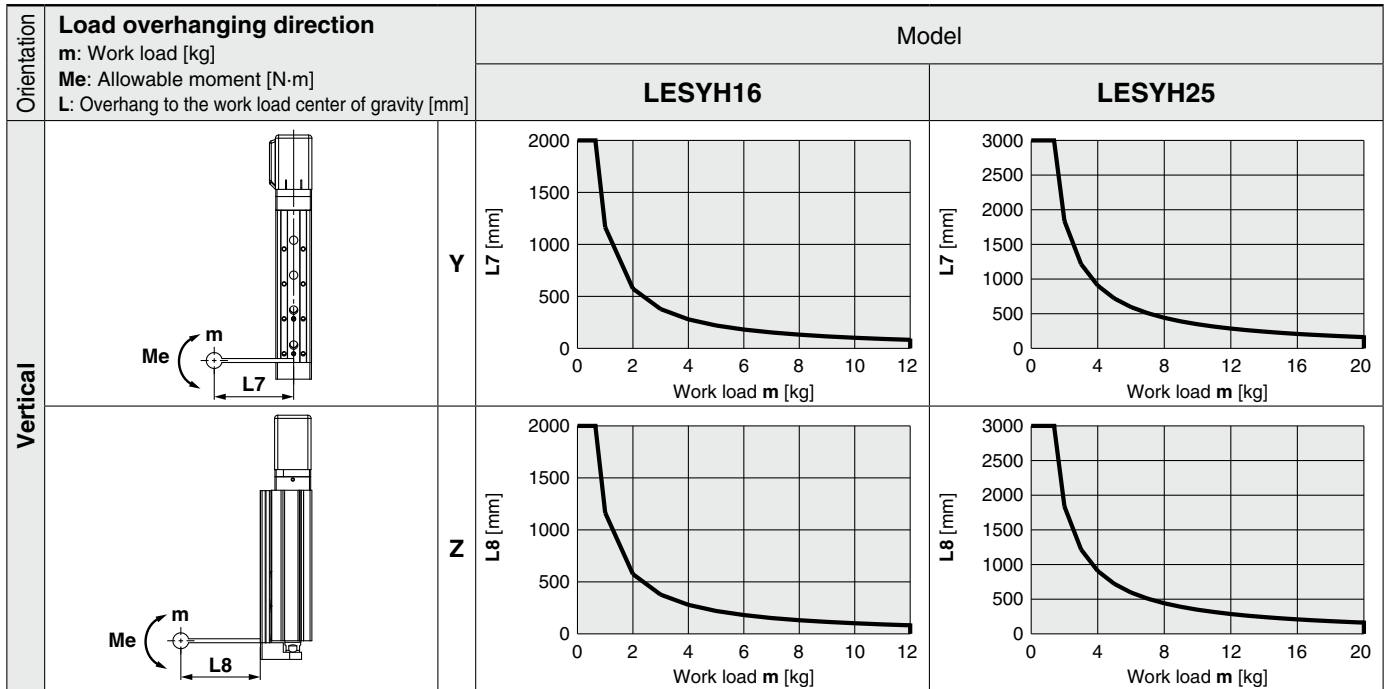 Orientation
Load overhanging direction
m: Work load [kg]
Me: Allowable moment [N·m]
L: Overhang to the work load center of gravity [mm]
Model
LESYH16
LESYH25
Vertical
m
Me
L7
Y
L7 [mm]
2000
1500
1000
500
0
0 2 4 6 8 10 12
Work load m [kg]
L7 [mm]
3000
2500
2000
1500
1000
500
0
0 4 8 12 16 20
Work load m [kg]
m
Me
L8
Z
L8 [mm]
2000
1500
1000
500
0
0 2 4 6 8 10 12
Work load m [kg]
L8 [mm]
3000
2500
2000
1500
1000
500
0
0 4 8 12 16 20
Work load m [kg]